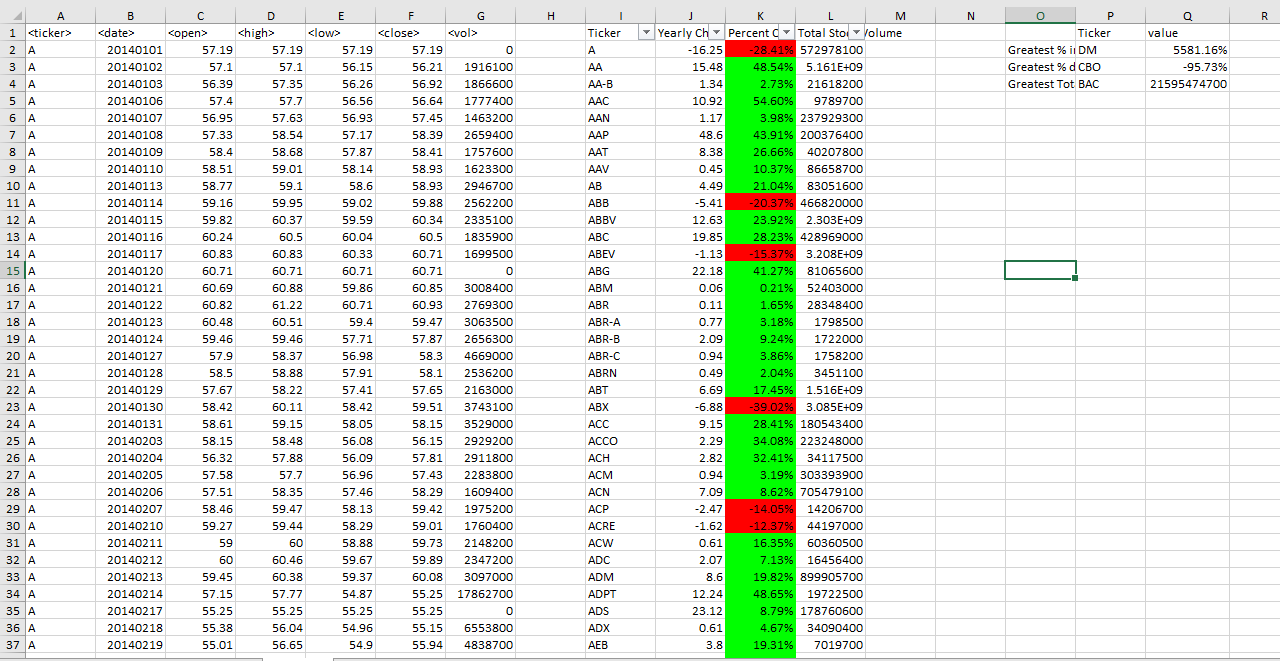 A B C D E F G H I J K L M N O P Q R
1 <ticker> <date> <open> <high> <low> <close> <vol> Ticker Yearly Ch Percent C Total Sto Volume Ticker value
2 A 20140101 57.19 57.19 57.19 57.19 0 A -16.25 -28.41% 572978100 Greatest % i DM 5581.16%
3 A 20140102 57.1 57.1 56.15 56.21 1916100 AA 15.48 48.54% 5.161E+09 Greatest % d CBO -95.73%
4 A 20140103 56.39 57.35 56.26 56.92 1866600 AA-B 1.34 2.73% 21618200 Greatest Tot BAC 21595474700
5 A 20140106 57.4 57.7 56.56 56.64 1777400 AAC 10.92 54.60% 9789700
6 A 20140107 56.95 57.63 56.93 57.45 1463200 AAN 1.17 3.98% 237929300
7 A 20140108 57.33 58.54 57.17 58.39 2659400 AAP 48.6 43.91% 200376400
8 A 20140109 58.4 58.68 57.87 58.41 1757600 AAT 8.38 26.66% 40207800
9 A 20140110 58.51 59.01 58.14 58.93 1623300 AAV 0.45 10.37% 86658700
10 A 20140113 58.77 59.1 58.6 58.93 2946700 AB 4.49 21.04% 83051600
11 A 20140114 59.16 59.95 59.02 59.88 2562200 ABB -5.41 -20.37% 466820000
12 A 20140115 59.82 60.37 59.59 60.34 2335100 ABBV 12.63 23.92% 2.303E+09
13 A 20140116 60.24 60.5 60.04 60.5 1835900 ABC 19.85 28.23% 428969000
14 A 20140117 60.83 60.83 60.33 60.71 1699500 ABEV -1.13 -15.37% 3.208E+09
15 A 20140120 60.71 60.71 60.71 60.71 0 ABG 22.18 41.27% 81065600
16 A 20140121 60.69 60.88 59.86 60.85 3008400 ABM 0.06 0.21% 52403000
17 A 20140122 60.82 61.22 60.71 60.93 2769300 ABR 0.11 1.65% 28348400
18 A 20140123 60.48 60.51 59.4 59.47 3063500 ABR-A 0.77 3.18% 1798500
19 A 20140124 59.46 59.46 57.71 57.87 2656300 ABR-B 2.09 9.24% 1722000
20 A 20140127 57.9 58.37 56.98 58.3 4669000 ABR-C 0.94 3.86% 1758200
21 A 20140128 58.5 58.88 57.91 58.1 2536200 ABRN 0.49 2.04% 3451100
22 A 20140129 57.67 58.22 57.41 57.65 2163000 ABT 6.69 17.45% 1.516E+09
23 A 20140130 58.42 60.11 58.42 59.51 3743100 ABX -6.88 -39.02% 3.085E+09
24 A 20140131 58.61 59.15 58.05 58.15 3529000 ACC 9.15 28.41% 180543400
25 A 20140203 58.15 58.48 56.08 56.15 2929200 ACCO 2.29 34.08% 223248000
26 A 20140204 56.32 57.88 56.09 57.81 2911800 ACH 2.82 32.41% 34117500
27 A 20140205 57.58 57.7 56.96 57.43 2283800 ACM 0.94 3.19% 303393900
28 A 20140206 57.51 58.35 57.46 58.29 1609400 ACN 7.09 8.62% 705479100
29 A 20140207 58.46 59.47 58.13 59.42 1975200 ACP -2.47 -14.05% 14206700
30 A 20140210 59.27 59.44 58.29 59.01 1760400 ACRE -1.62 -12.37% 44197000
31 A 20140211 59 60 58.88 59.73 2148200 ACW 0.61 16.35% 60360500
32 A 20140212 60 60.46 59.67 59.89 2347200 ADC 2.07 7.13% 16456400
33 A 20140213 59.45 60.38 59.37 60.08 3097000 ADM 8.6 19.82% 899905700
34 A 20140214 57.15 57.77 54.87 55.25 17862700 ADPT 12.24 48.65% 19722500
35 A 20140217 55.25 55.25 55.25 55.25 0 ADS 23.12 8.79% 178760600
36 A 20140218 55.38 56.04 54.96 55.15 6553800 ADX 0.61 4.67% 34090400
37 A 20140219 55.01 56.65 54.9 55.94 4838700 AEB 3.8 19.31% 7019700